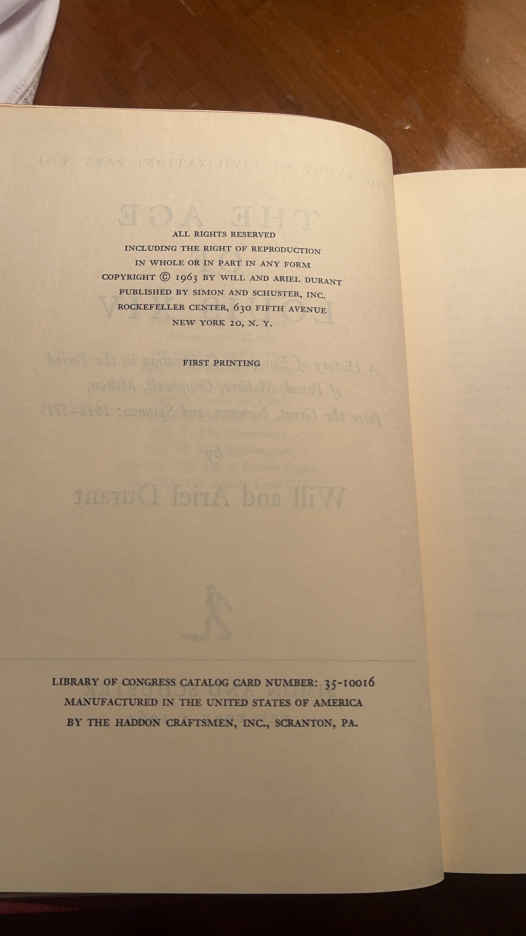 ALL RIGHTS RESERVED
INCLUDING THE RIGHT OF REPRODUCTION
IN WHOLE OR IN PART IN ANY FORM
COPYRIGHT © 1963 BY WILL AND ARIEL DURANT
PUBLISHED BY SIMON AND SCHUSTER, INC.
ROCKEFELLER CENTER, 630 FIFTH AVENUE
NEW YORK 20, N. Y.
FIRST PRINTING
LIBRARY OF CONGRESS CATALOG CARD NUMBER: 35-10016
MANUFACTURED IN THE UNITED STATES OF AMERICA
BY THE HADDON CRAFTSMEN, INC., SCRANTON, PA.